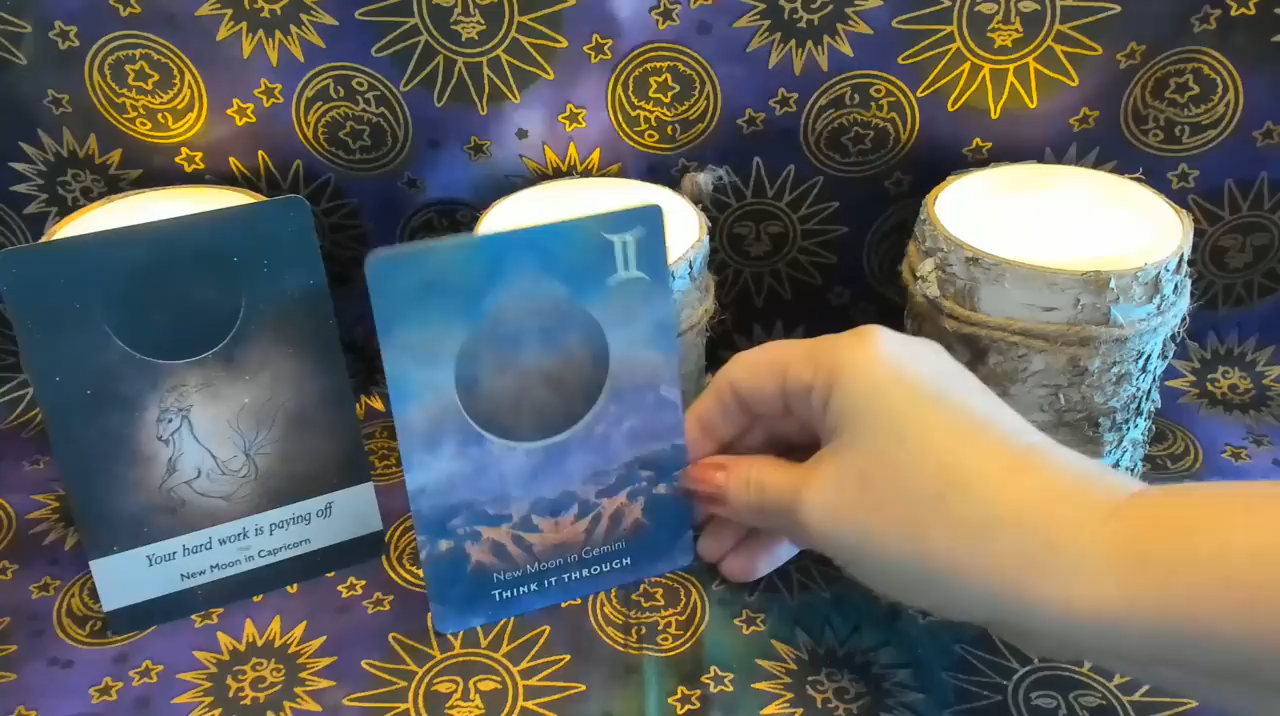 Your hard work is paying off
New Moon in Capricorn
New Moon in Gemini
THINK IT THROUGH